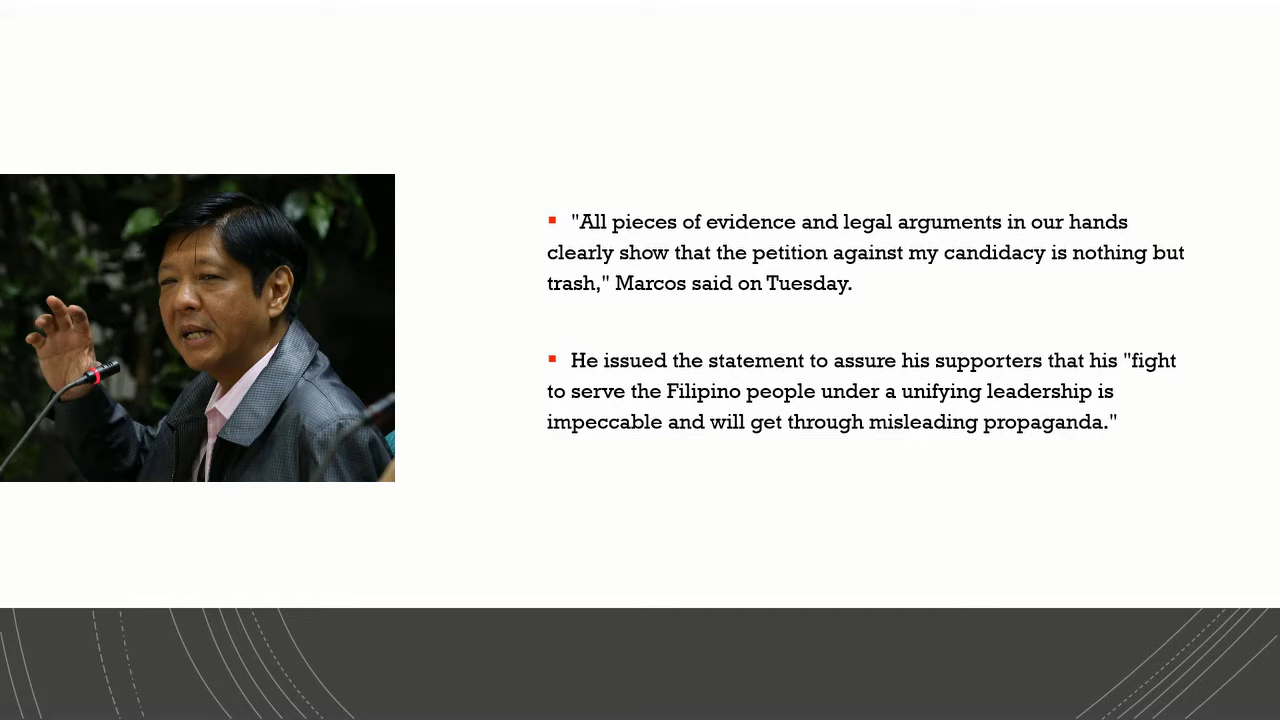 "All pieces of evidence and legal arguments in our hands
clearly show that the petition against my candidacy is nothing but
trash," Marcos said on Tuesday.
He issued the statement to assure his supporters that his "fight
to serve the Filipino people under a unifying leadership is
impeccable and will get through misleading propaganda."